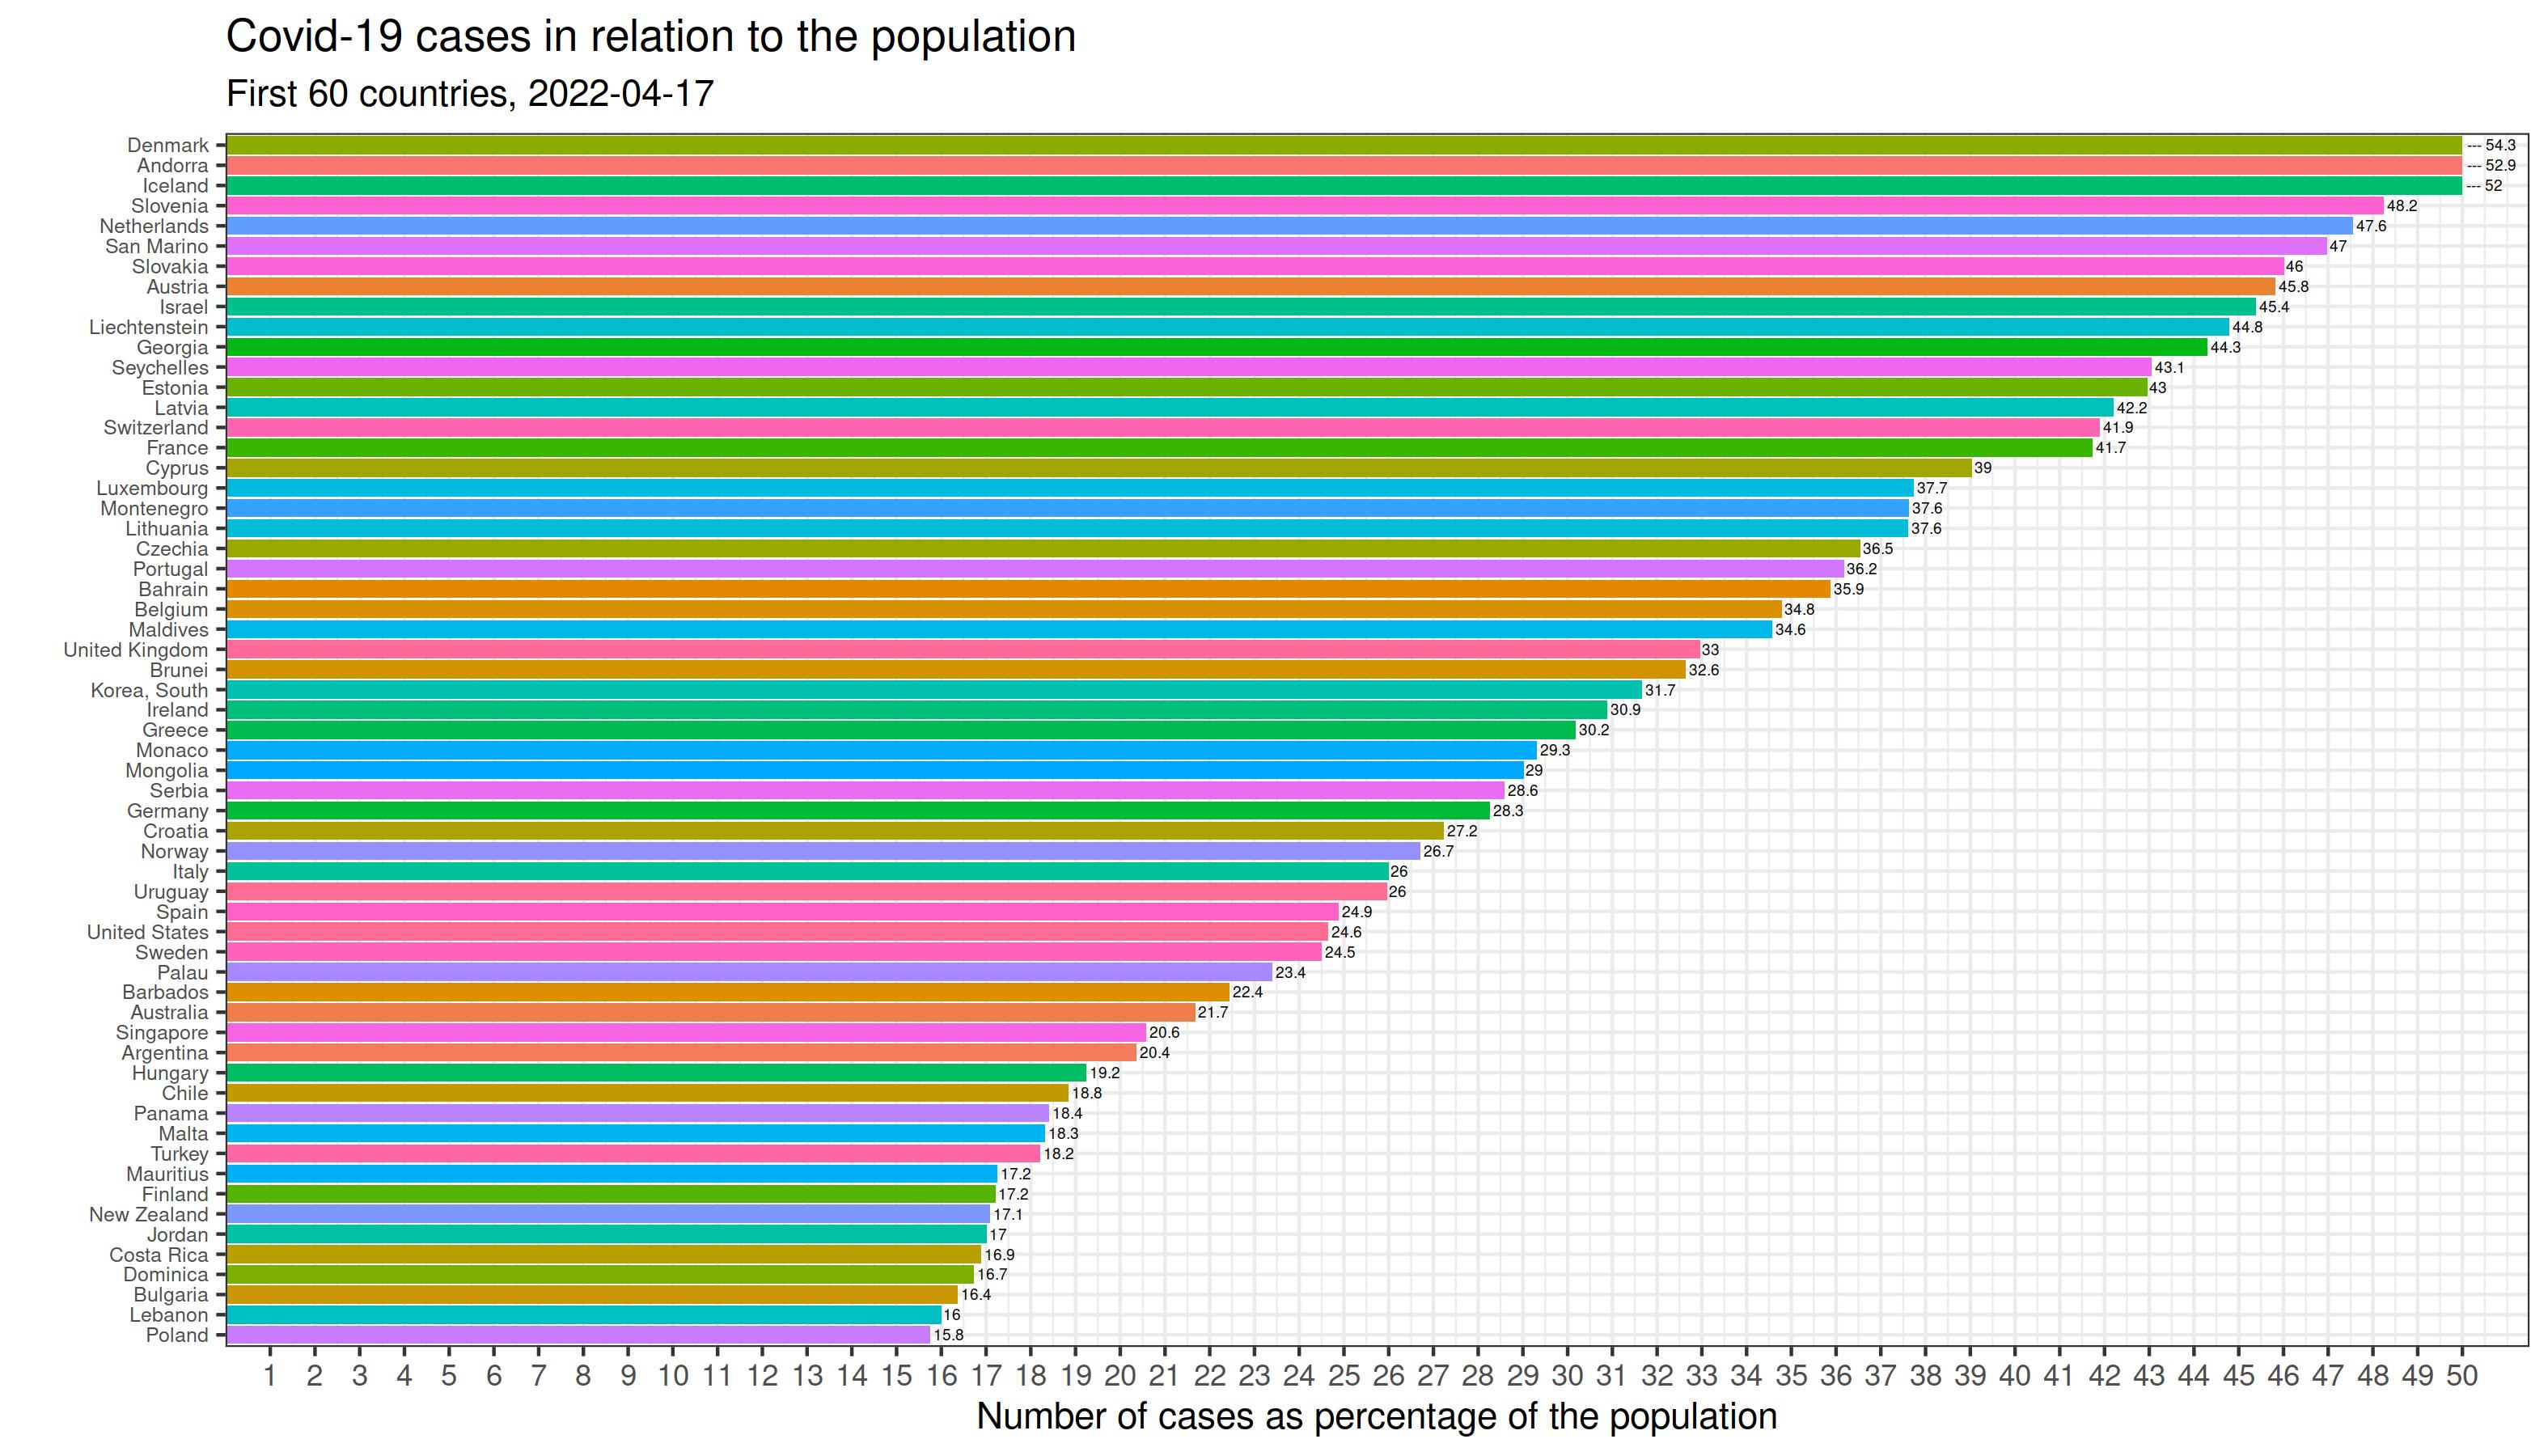 Covid-19 cases in relation to the population
First 60 countries, 2022-04-17
Denmark --- 54.3
Andorra --- 52.9
Iceland --- 52
Slovenia 48.2
Netherlands 47.6
San Marino 47
Slovakia 46
Austria 45.8
Israel 45.4
Liechtenstein 44.8
Georgia 44.3
Seychelles 43.1
Estonia 43
Latvia 42.2
Switzerland 41.9
France 41.7
Cyprus 39
Luxembourg 37.7
Montenegro 37.6
Lithuania 37.6
Czechia 36.5
Portugal 36.2
Bahrain 35.9
Belgium 34.8
Maldives 34.6
United Kingdom 33
Brunei 32.6
Korea, South 31.7
Ireland 30.9
Greece 30.2
Monaco 29.3
Mongolia 29
Serbia 28.6
Germany 28.3
Croatia 27.2
Norway 26.7
Italy 26
Uruguay 26
Spain 24.9
United States 24.6
Sweden 24.5
Palau 23.4
Barbados 22.4
Australia 21.7
Singapore 20.6
Argentina 20.4
Hungary 19.2
Chile 18.8
Panama 18.4
Malta 18.3
Turkey 18.2
Mauritius 17.2
Finland 17.2
New Zealand 17.1
Jordan 17
Costa Rica 16.9
Dominica 16.7
Bulgaria 16.4
Lebanon 16
Poland 15.8
1 2 3 4 5 6 7 8 9 10 11 12 13 14 15 16 17 18 19 20 21 22 23 24 25 26 27 28 29 30 31 32 33 34 35 36 37 38 39 40 41 42 43 44 45 46 47 48 49 50
Number of cases as percentage of the population